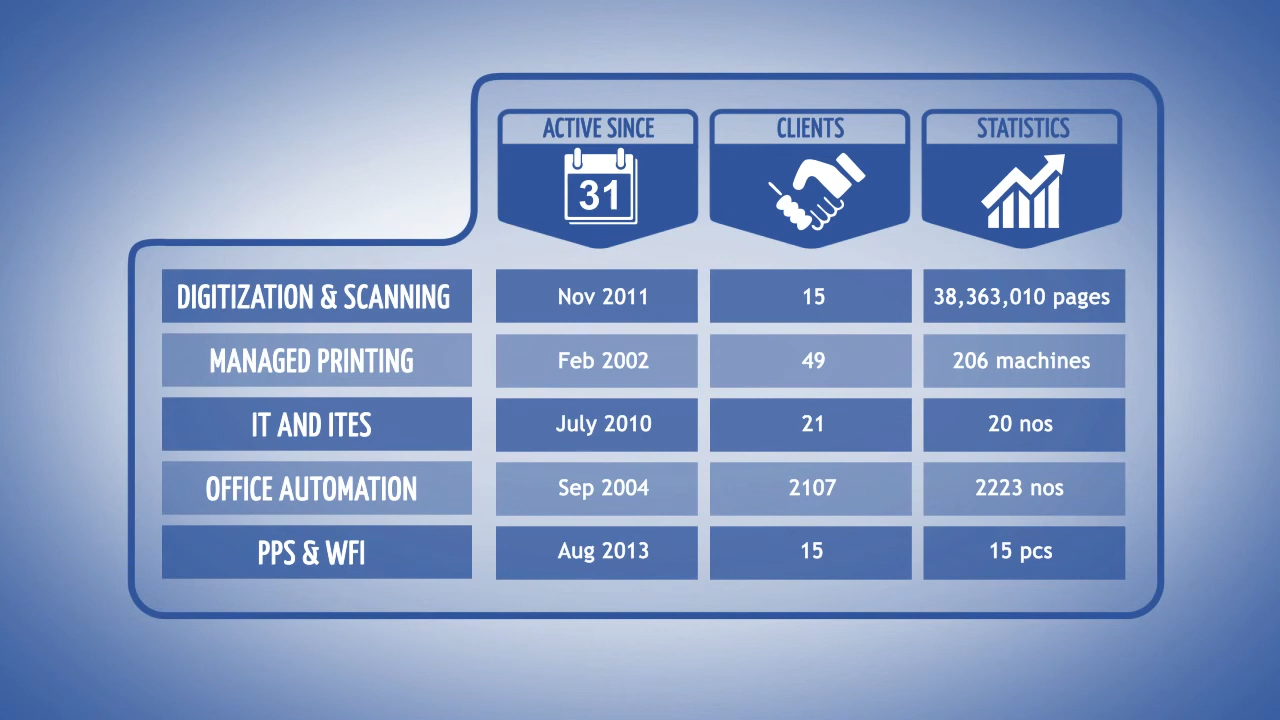 ACTIVE SINCE CLIENTS STATISTICS
31
DIGITIZATION & SCANNING Nov 2011 15 38,363,010 pages
MANAGED PRINTING Feb 2002 49 206 machines
IT AND ITES July 2010 21 20 nos
OFFICE AUTOMATION Sep 2004 2107 2223 nos
PPS & WFI Aug 2013 15 15 pcs